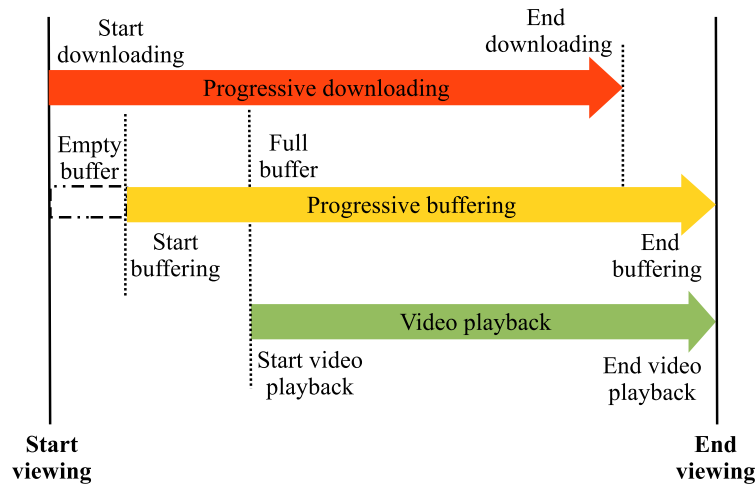 Start
downloading
End
downloading
Progressive downloading
Empty
buffer
Full
buffer
Progressive buffering
Start
buffering
End
buffering
Video playback
Start video
playback
End video
playback
Start
viewing
End
viewing